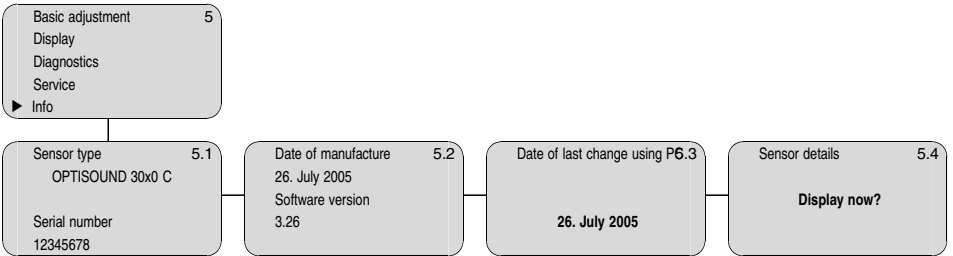 Basic adjustment 5
Display
Diagnostics
Service
▶ Info
Sensor type 5.1
OPTISOUND 30x0 C
Serial number
12345678
Date of manufacture 5.2
26. July 2005
Software version
3.26
Date of last change using P6.3
26. July 2005
Sensor details 5.4
Display now?